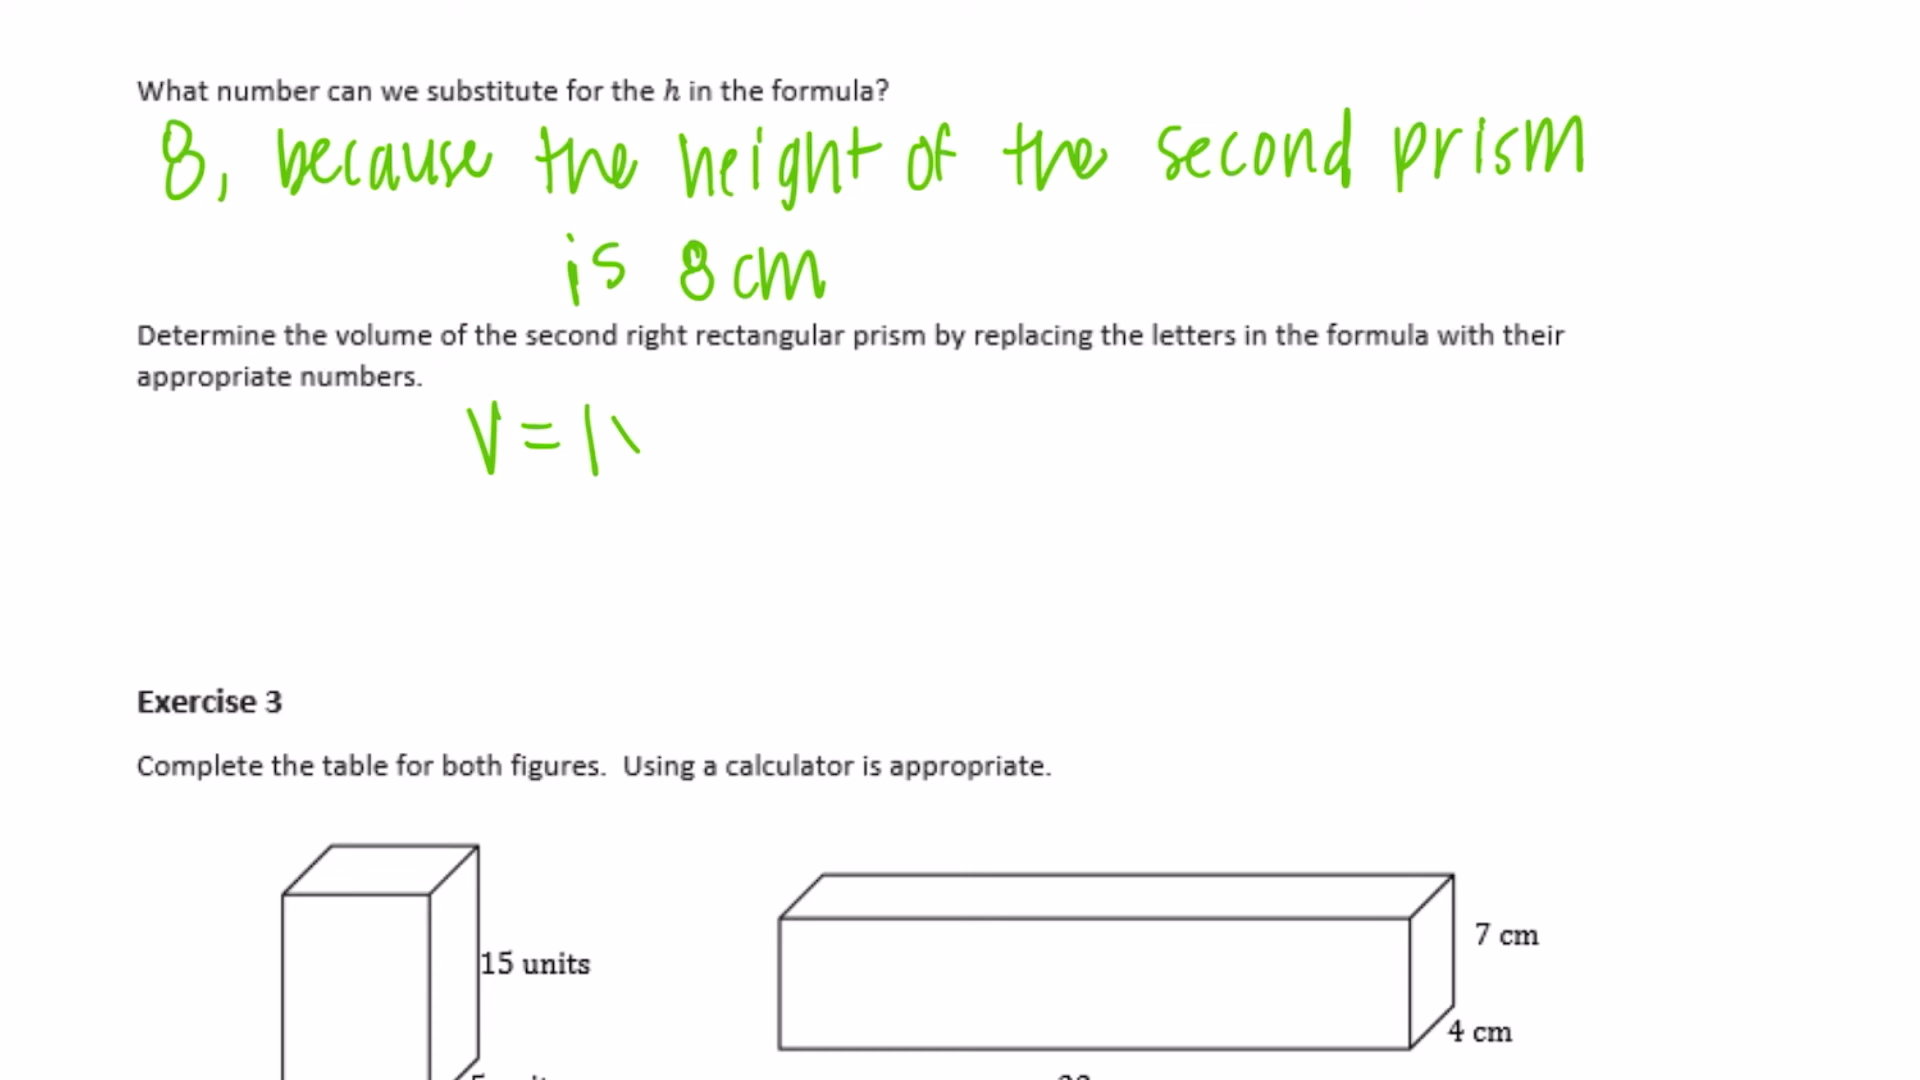 What number can we substitute for the h in the formula?
8, because the height of the second prism
is 8 cm
Determine the volume of the second right rectangular prism by replacing the letters in the formula with their
appropriate numbers.
V = l
Exercise 3
Complete the table for both figures. Using a calculator is appropriate.
15 units
7 cm
4 cm